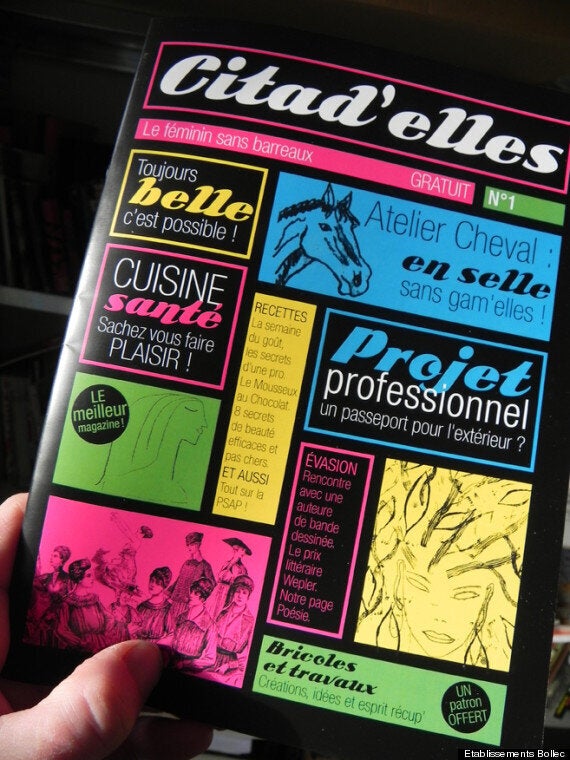 Citad'elles
Le féminin sans barreaux
GRATUIT
N°1
Toujours
belle
c'est possible !
Atelier Cheval :
en selle
sans gam'elles !
CUISINE
santé
Sachez vous faire
PLAISIR !
RECETTES
La semaine
du goût,
les secrets
d'une pro.
Le Mousseux
au Chocolat.
8 secrets
de beauté
efficaces et
pas chers.
ET AUSSI
Tout sur la
PSAP !
Projet
professionnel
un passeport pour l'extérieur ?
LE
meilleur
magazine !
ÉVASION
Rencontre
avec une
auteure
de bande
dessinée.
Le prix
littéraire
Wepler.
Notre page
Poésie.
Bricoles
et travaux
Créations, idées et esprit récup'
UN
patron
OFFERT
Etablissements Bollec